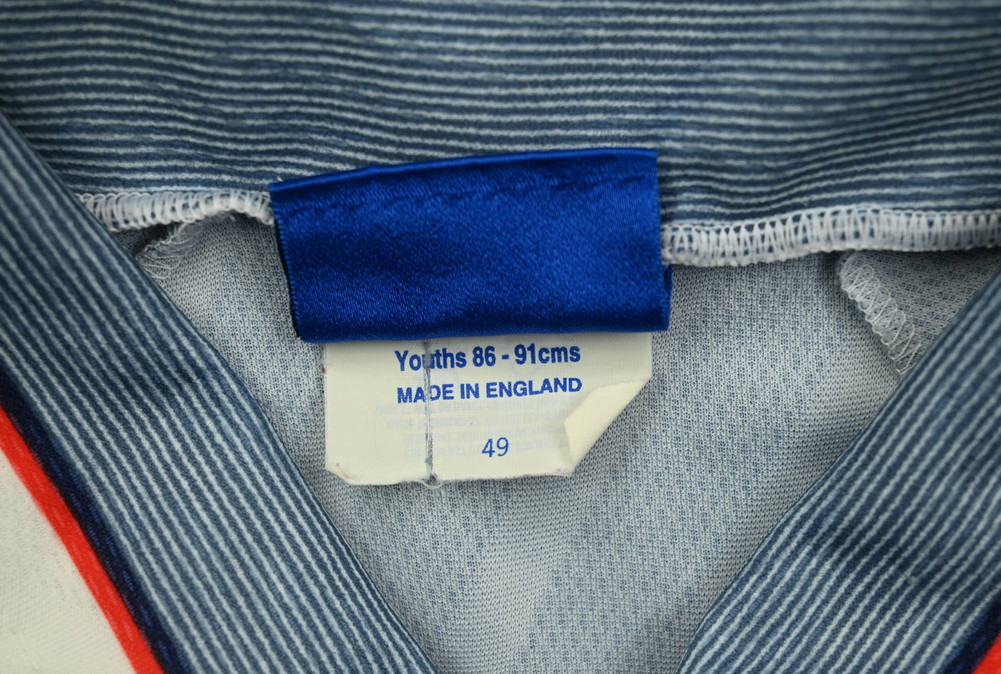 Youths 86 - 91cms
MADE IN ENGLAND
49